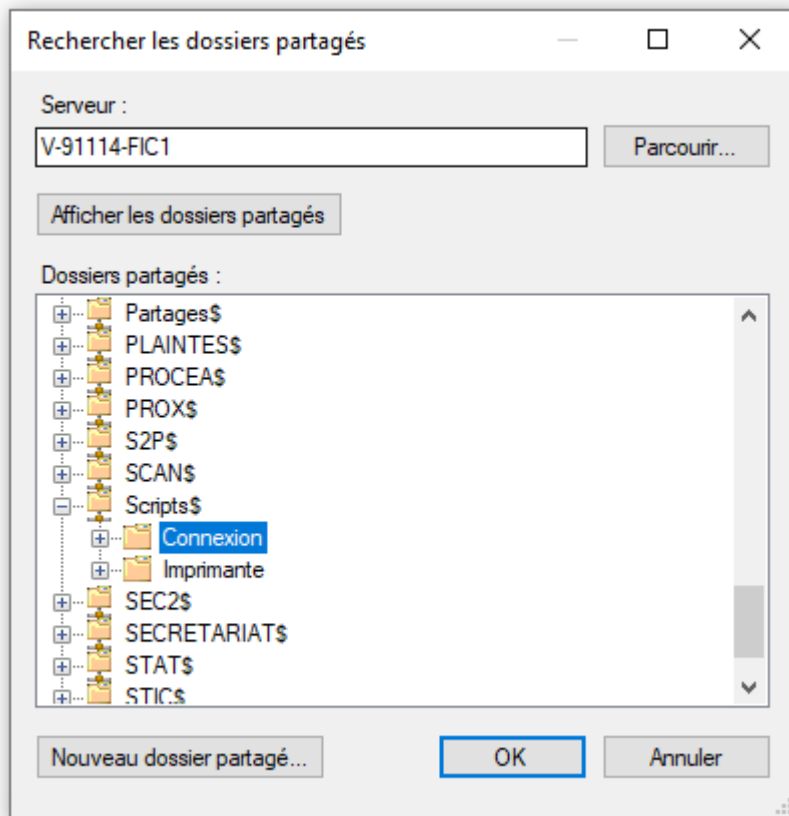 Rechercher les dossiers partagés
Serveur :
V-91114-FIC1
Parcourir...
Afficher les dossiers partagés
Dossiers partagés :
Partages$
PLAINTES$
PROCEA$
PROX$
S2P$
SCAN$
Scripts$
Connexion
Imprimante
SEC2$
SECRETARIAT$
STAT$
STIC$
Nouveau dossier partagé...
OK
Annuler